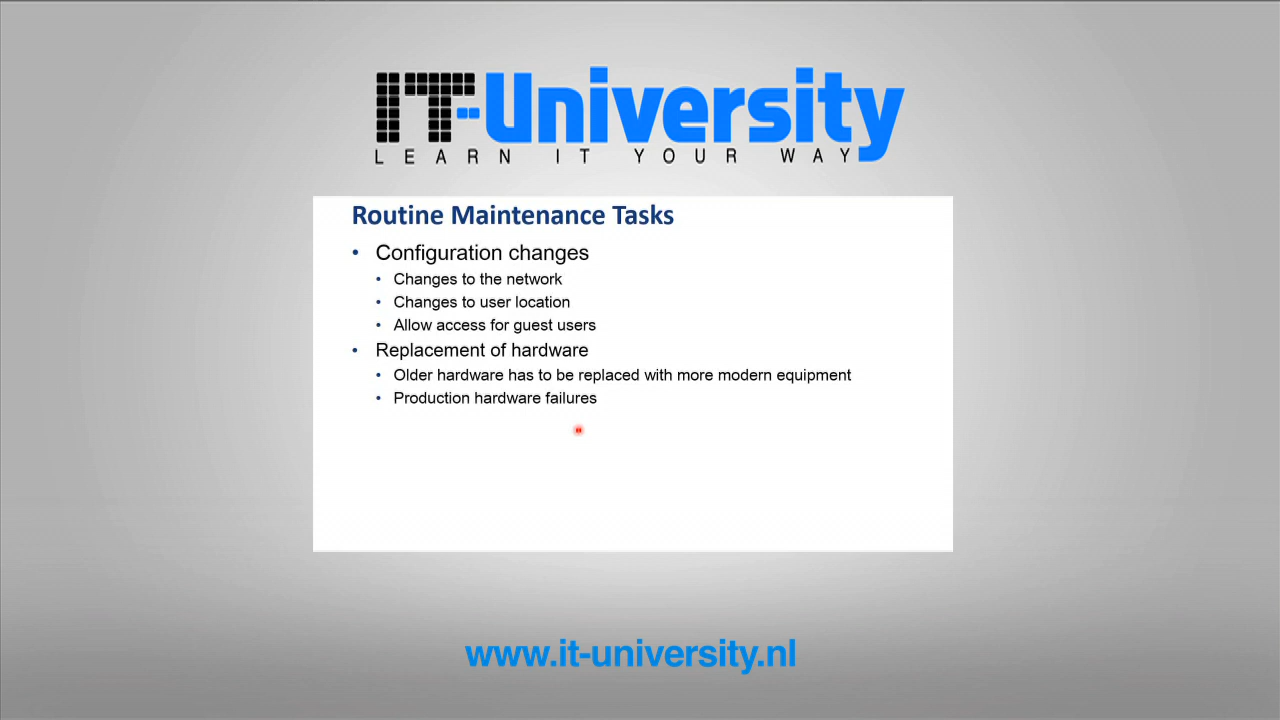 IT-University
LEARN IT YOUR WAY
Routine Maintenance Tasks
• Configuration changes
• Changes to the network
• Changes to user location
• Allow access for guest users
• Replacement of hardware
• Older hardware has to be replaced with more modern equipment
• Production hardware failures
www.it-university.nl